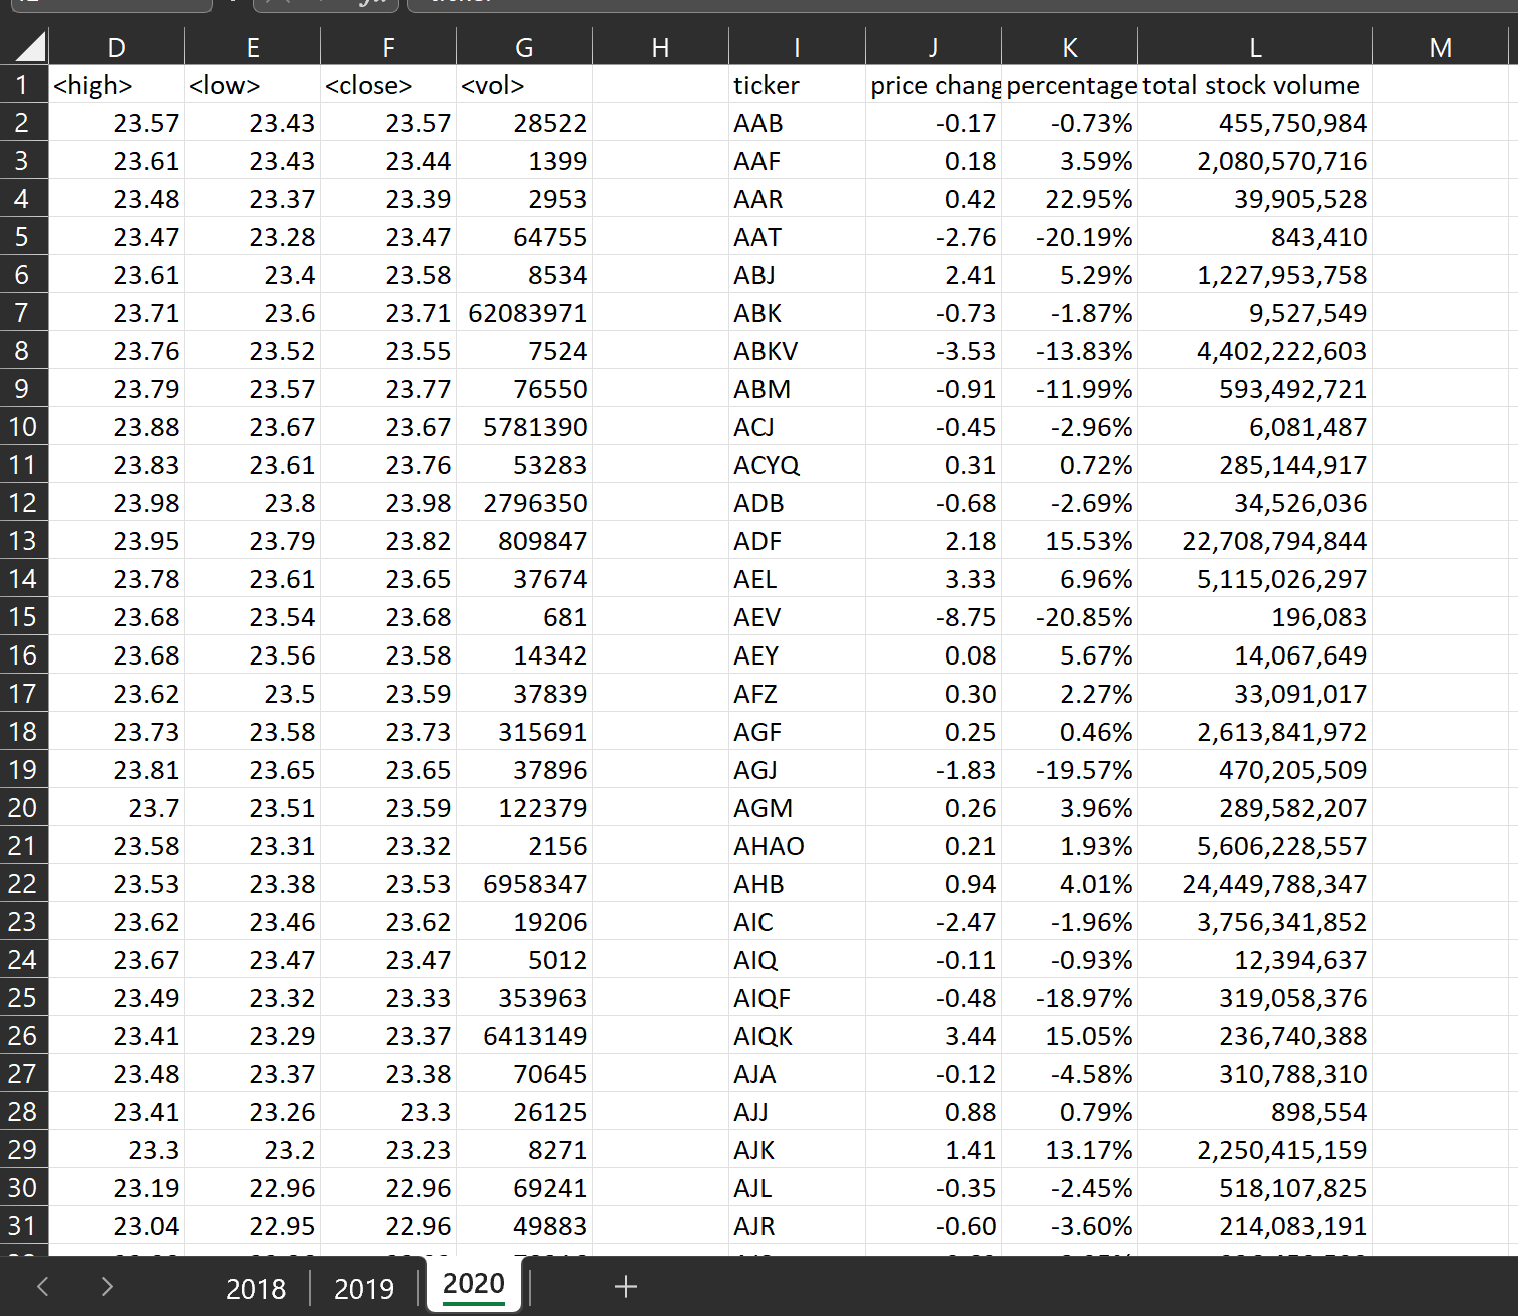 D E F G H I J K L M
1 <high> <low> <close> <vol> ticker price chang percentage total stock volume
2 23.57 23.43 23.57 28522 AAB -0.17 -0.73% 455,750,984
3 23.61 23.43 23.44 1399 AAF 0.18 3.59% 2,080,570,716
4 23.48 23.37 23.39 2953 AAR 0.42 22.95% 39,905,528
5 23.47 23.28 23.47 64755 AAT -2.76 -20.19% 843,410
6 23.61 23.4 23.58 8534 ABJ 2.41 5.29% 1,227,953,758
7 23.71 23.6 23.71 62083971 ABK -0.73 -1.87% 9,527,549
8 23.76 23.52 23.55 7524 ABKV -3.53 -13.83% 4,402,222,603
9 23.79 23.57 23.77 76550 ABM -0.91 -11.99% 593,492,721
10 23.88 23.67 23.67 5781390 ACJ -0.45 -2.96% 6,081,487
11 23.83 23.61 23.76 53283 ACYQ 0.31 0.72% 285,144,917
12 23.98 23.8 23.98 2796350 ADB -0.68 -2.69% 34,526,036
13 23.95 23.79 23.82 809847 ADF 2.18 15.53% 22,708,794,844
14 23.78 23.61 23.65 37674 AEL 3.33 6.96% 5,115,026,297
15 23.68 23.54 23.68 681 AEV -8.75 -20.85% 196,083
16 23.68 23.56 23.58 14342 AEY 0.08 5.67% 14,067,649
17 23.62 23.5 23.59 37839 AFZ 0.30 2.27% 33,091,017
18 23.73 23.58 23.73 315691 AGF 0.25 0.46% 2,613,841,972
19 23.81 23.65 23.65 37896 AGJ -1.83 -19.57% 470,205,509
20 23.7 23.51 23.59 122379 AGM 0.26 3.96% 289,582,207
21 23.58 23.31 23.32 2156 AHAO 0.21 1.93% 5,606,228,557
22 23.53 23.38 23.53 6958347 AHB 0.94 4.01% 24,449,788,347
23 23.62 23.46 23.62 19206 AIC -2.47 -1.96% 3,756,341,852
24 23.67 23.47 23.47 5012 AIQ -0.11 -0.93% 12,394,637
25 23.49 23.32 23.33 353963 AIQF -0.48 -18.97% 319,058,376
26 23.41 23.29 23.37 6413149 AIQK 3.44 15.05% 236,740,388
27 23.48 23.37 23.38 70645 AJA -0.12 -4.58% 310,788,310
28 23.41 23.26 23.3 26125 AJJ 0.88 0.79% 898,554
29 23.3 23.2 23.23 8271 AJK 1.41 13.17% 2,250,415,159
30 23.19 22.96 22.96 69241 AJL -0.35 -2.45% 518,107,825
31 23.04 22.95 22.96 49883 AJR -0.60 -3.60% 214,083,191
2018 2019 2020